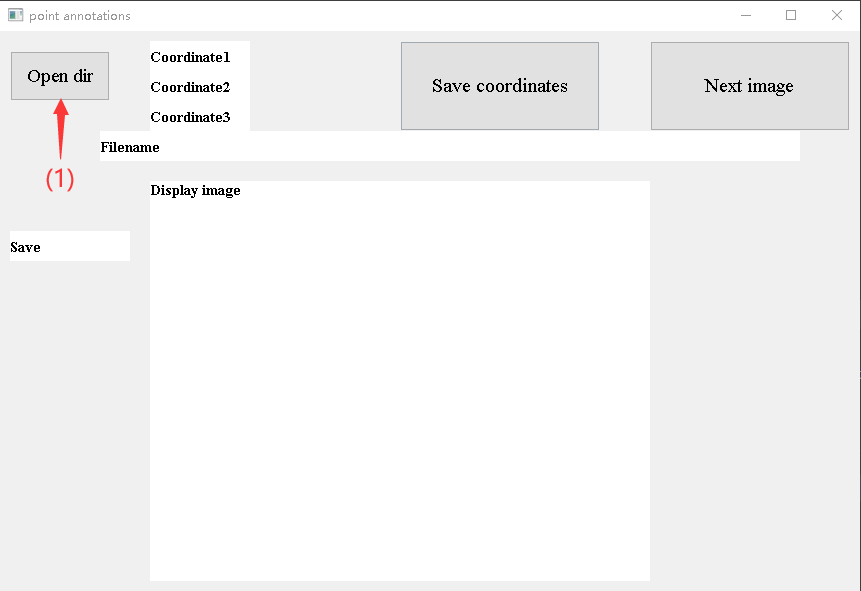 point annotations
Open dir
Coordinate1
Coordinate2
Coordinate3
Save coordinates
Next image
Filename
(1)
Display image
Save